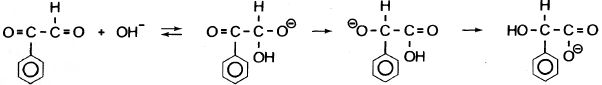 H H H H
O=C–C=O + OH⁻ ⇌ O=C–C–O⊖ → ⊖O–C–C=O → HO–C–C=O
OH OH O⊖